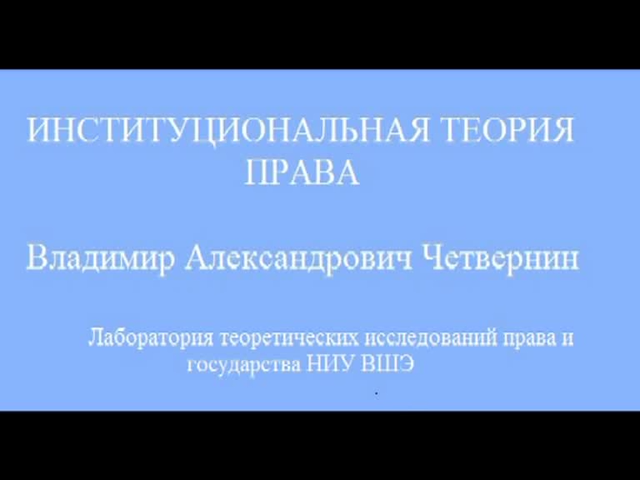 ИНСТИТУЦИОНАЛЬНАЯ ТЕОРИЯ
ПРАВА
Владимир Александрович Четвернин
Лаборатория теоретических исследований права и
государства НИУ ВШЭ
.